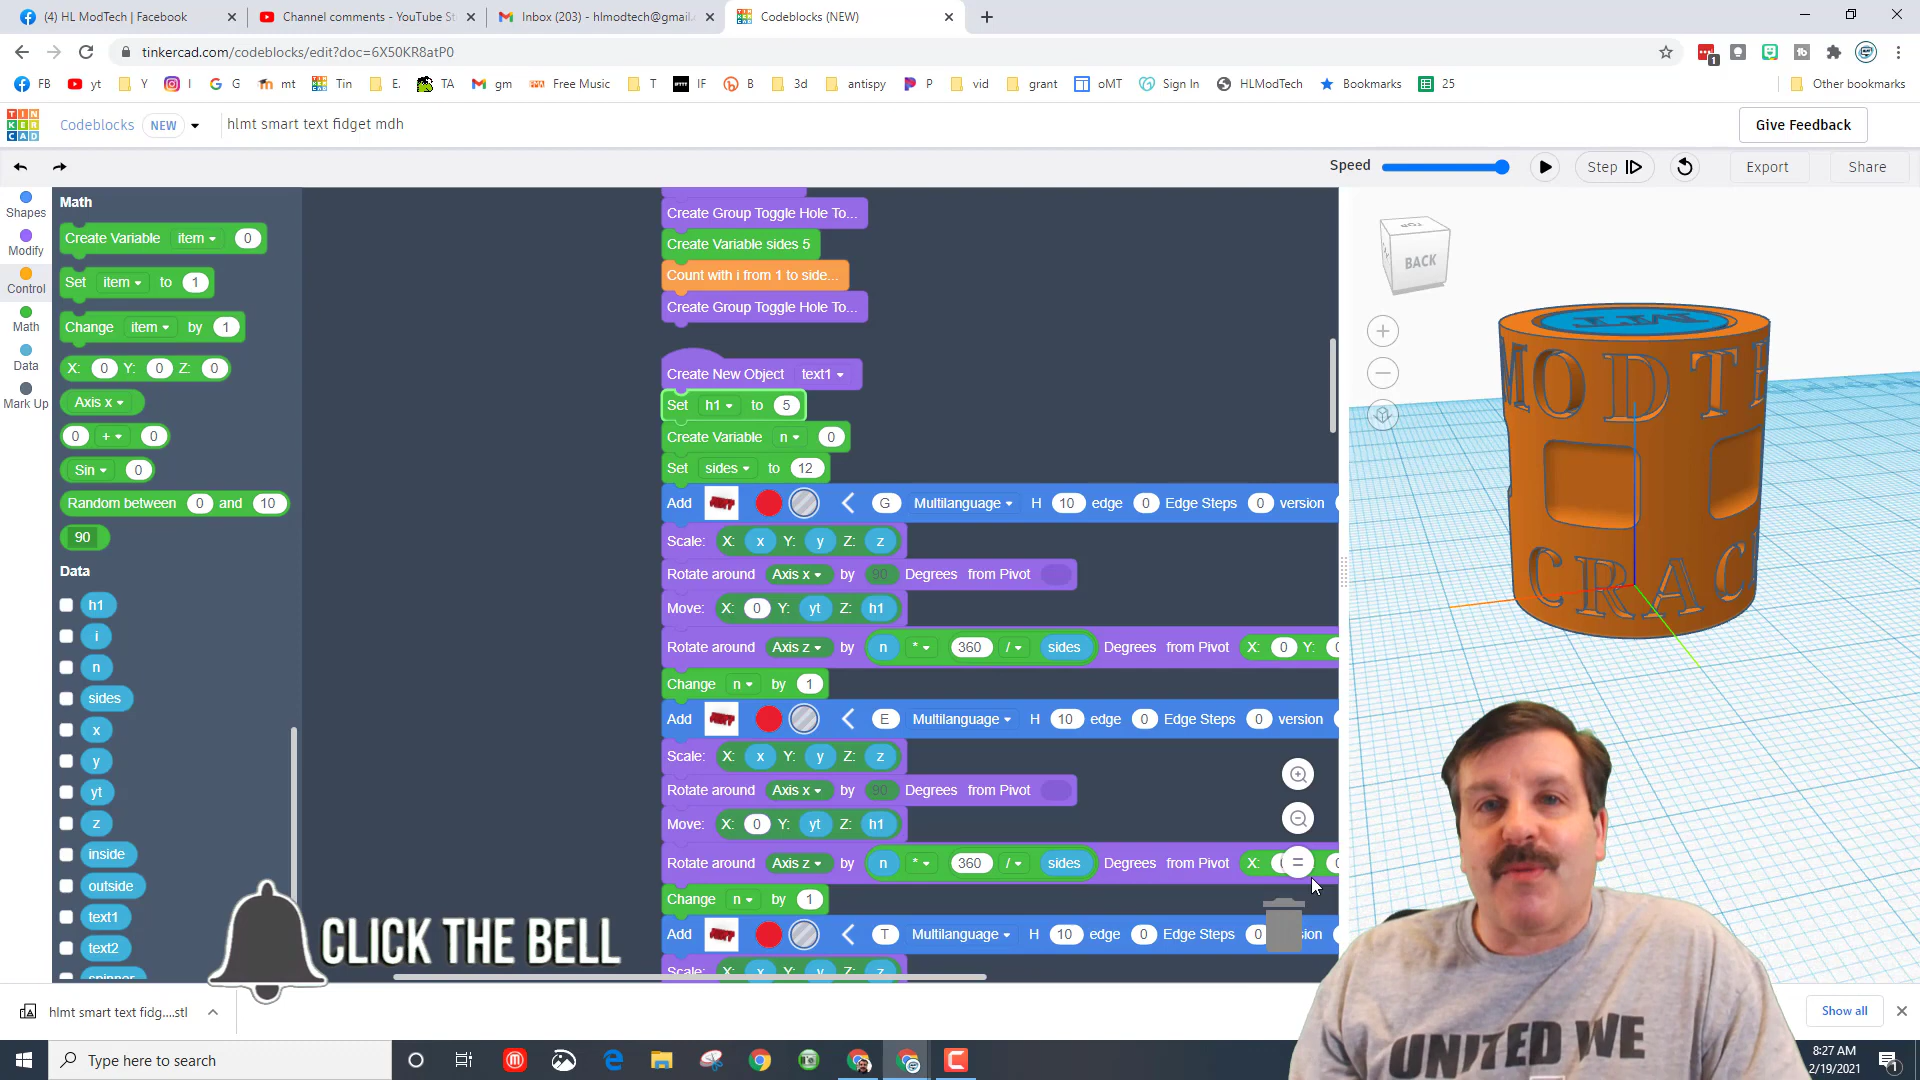 (4) HL ModTech | Facebook
Channel comments - YouTube St
Inbox (203) - hlmodtech@gmail.
Codeblocks (NEW)
tinkercad.com/codeblocks/edit?doc=6X50KR8atP0
FB yt Y I G mt Tin E. TA gm Free Music T IF B 3d antispy P vid grant oMT Sign In HLModTech Bookmarks 25 Other bookmarks
TIN KER CAD
Codeblocks NEW hlmt smart text fidget mdh Give Feedback
Speed Step Export Share
Shapes
Modify
Control
Math
Data
Mark Up
Math
Create Variable item 0
Set item to 1
Change item by 1
X: 0 Y: 0 Z: 0
Axis x
0 + 0
Sin 0
Random between 0 and 10
90
Data
h1
i
n
sides
x
y
yt
z
inside
outside
text1
text2
spinner
Create Group Toggle Hole To...
Create Variable sides 5
Count with i from 1 to side...
Create Group Toggle Hole To...
Create New Object text1
Set h1 to 5
Create Variable n 0
Set sides to 12
Add G Multilanguage H 10 edge 0 Edge Steps 0 version
Scale: X: x Y: y Z: z
Rotate around Axis x by 90 Degrees from Pivot
Move: X: 0 Y: yt Z: h1
Rotate around Axis z by n * 360 / sides Degrees from Pivot X: 0 Y: 0
Change n by 1
Add E Multilanguage H 10 edge 0 Edge Steps 0 version
Scale: X: x Y: y Z: z
Rotate around Axis x by 90 Degrees from Pivot
Move: X: 0 Y: yt Z: h1
Rotate around Axis z by n * 360 / sides Degrees from Pivot X:
Change n by 1
Add T Multilanguage H 10 edge 0 Edge Steps 0 sion
Scale: X: x Y: y Z: z
BACK
MODT
CRAC
CLICK THE BELL
UNITED WE
hlmt smart text fidg....stl
Show all
Type here to search
8:27 AM
2/19/2021